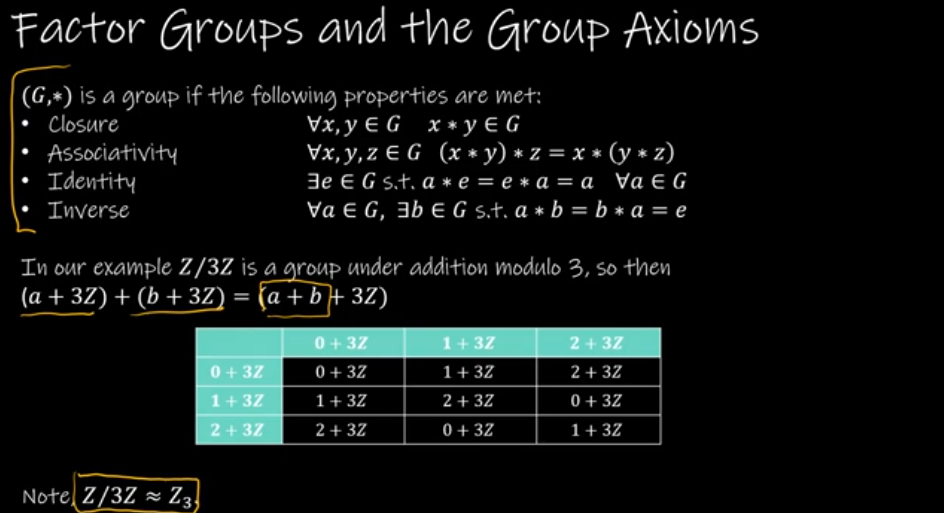 Factor Groups and the Group Axioms
(G,∗) is a group if the following properties are met:
• Closure ∀x, y ∈ G x ∗ y ∈ G
• Associativity ∀x, y, z ∈ G (x ∗ y) ∗ z = x ∗ (y ∗ z)
• Identity ∃e ∈ G s.t. a ∗ e = e ∗ a = a ∀a ∈ G
• Inverse ∀a ∈ G, ∃b ∈ G s.t. a ∗ b = b ∗ a = e
In our example Z/3Z is a group under addition modulo 3, so then
(a + 3Z) + (b + 3Z) = (a + b + 3Z)
0 + 3Z 1 + 3Z 2 + 3Z
0 + 3Z 0 + 3Z 1 + 3Z 2 + 3Z
1 + 3Z 1 + 3Z 2 + 3Z 0 + 3Z
2 + 3Z 2 + 3Z 0 + 3Z 1 + 3Z
Note, Z/3Z ≈ Z₃.